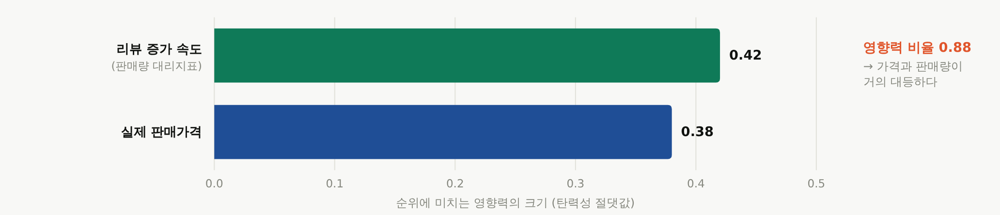 리뷰 증가 속도
(판매량 대리지표)
0.42
영향력 비율 0.88
→ 가격과 판매량이
거의 대등하다
실제 판매가격
0.38
0.0 0.1 0.2 0.3 0.4 0.5
순위에 미치는 영향력의 크기 (탄력성 절댓값)